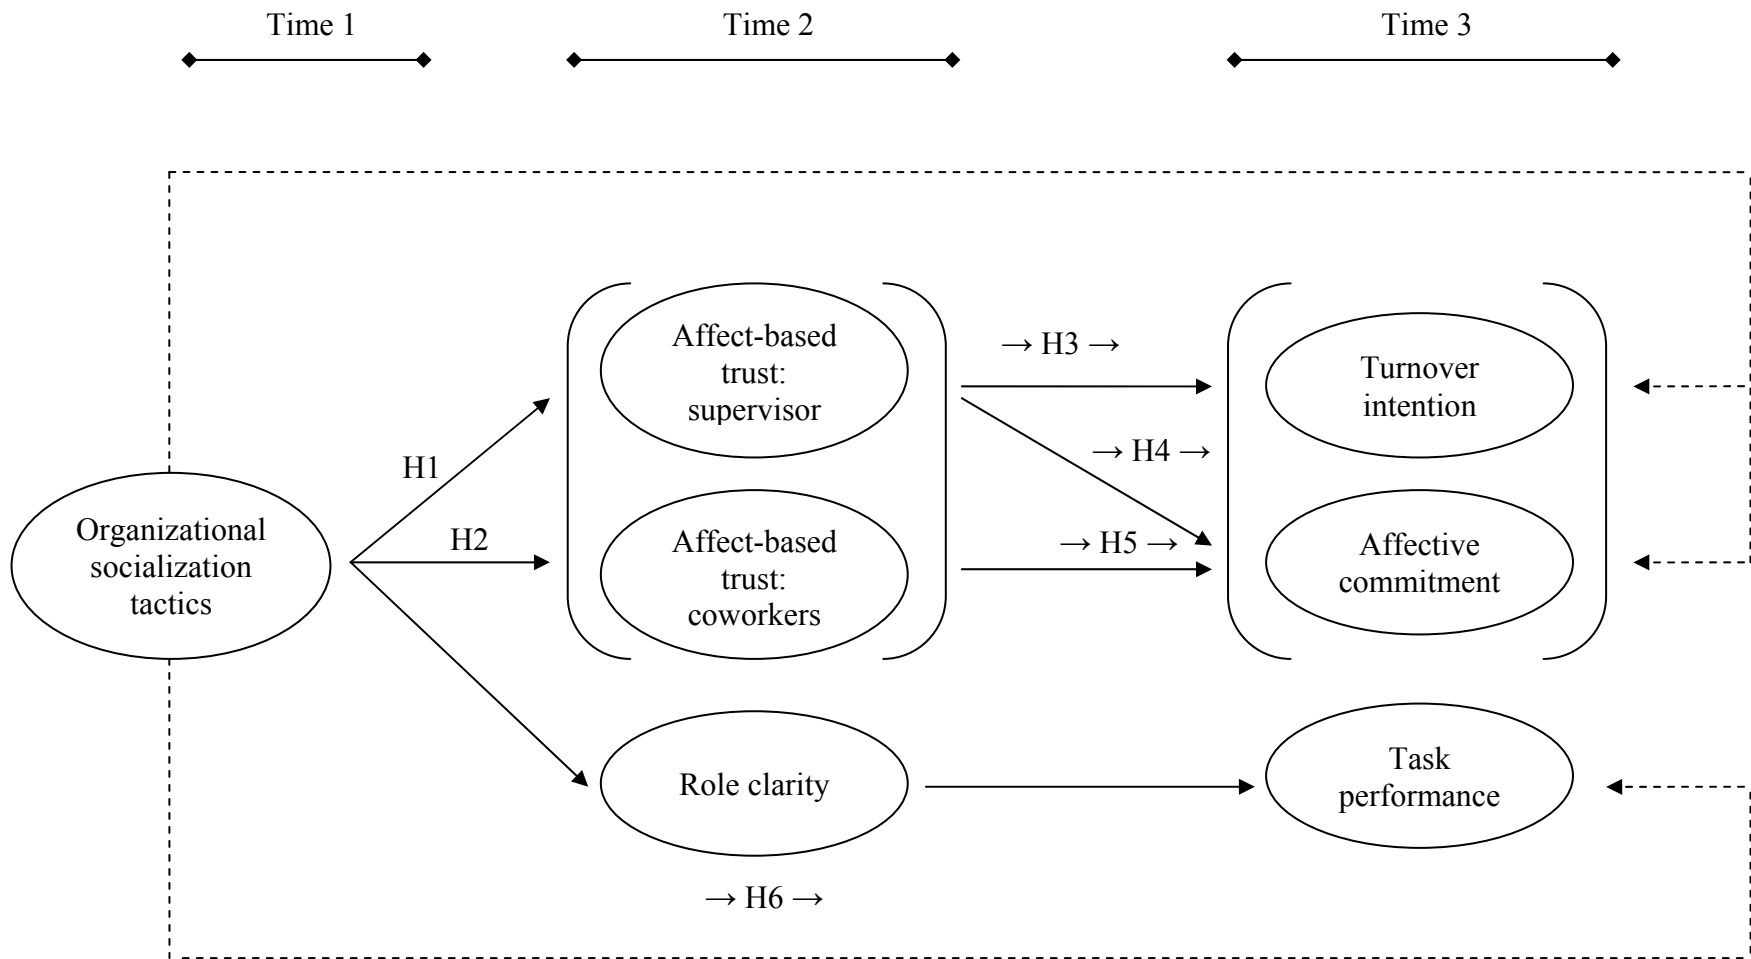 Time 1
Time 2
Time 3
Affect-based
trust:
supervisor
→ H3 →
Turnover
intention
H1
→ H4 →
Organizational
socialization
tactics
H2
Affect-based
trust:
coworkers
→ H5 →
Affective
commitment
Role clarity
Task
performance
→ H6 →